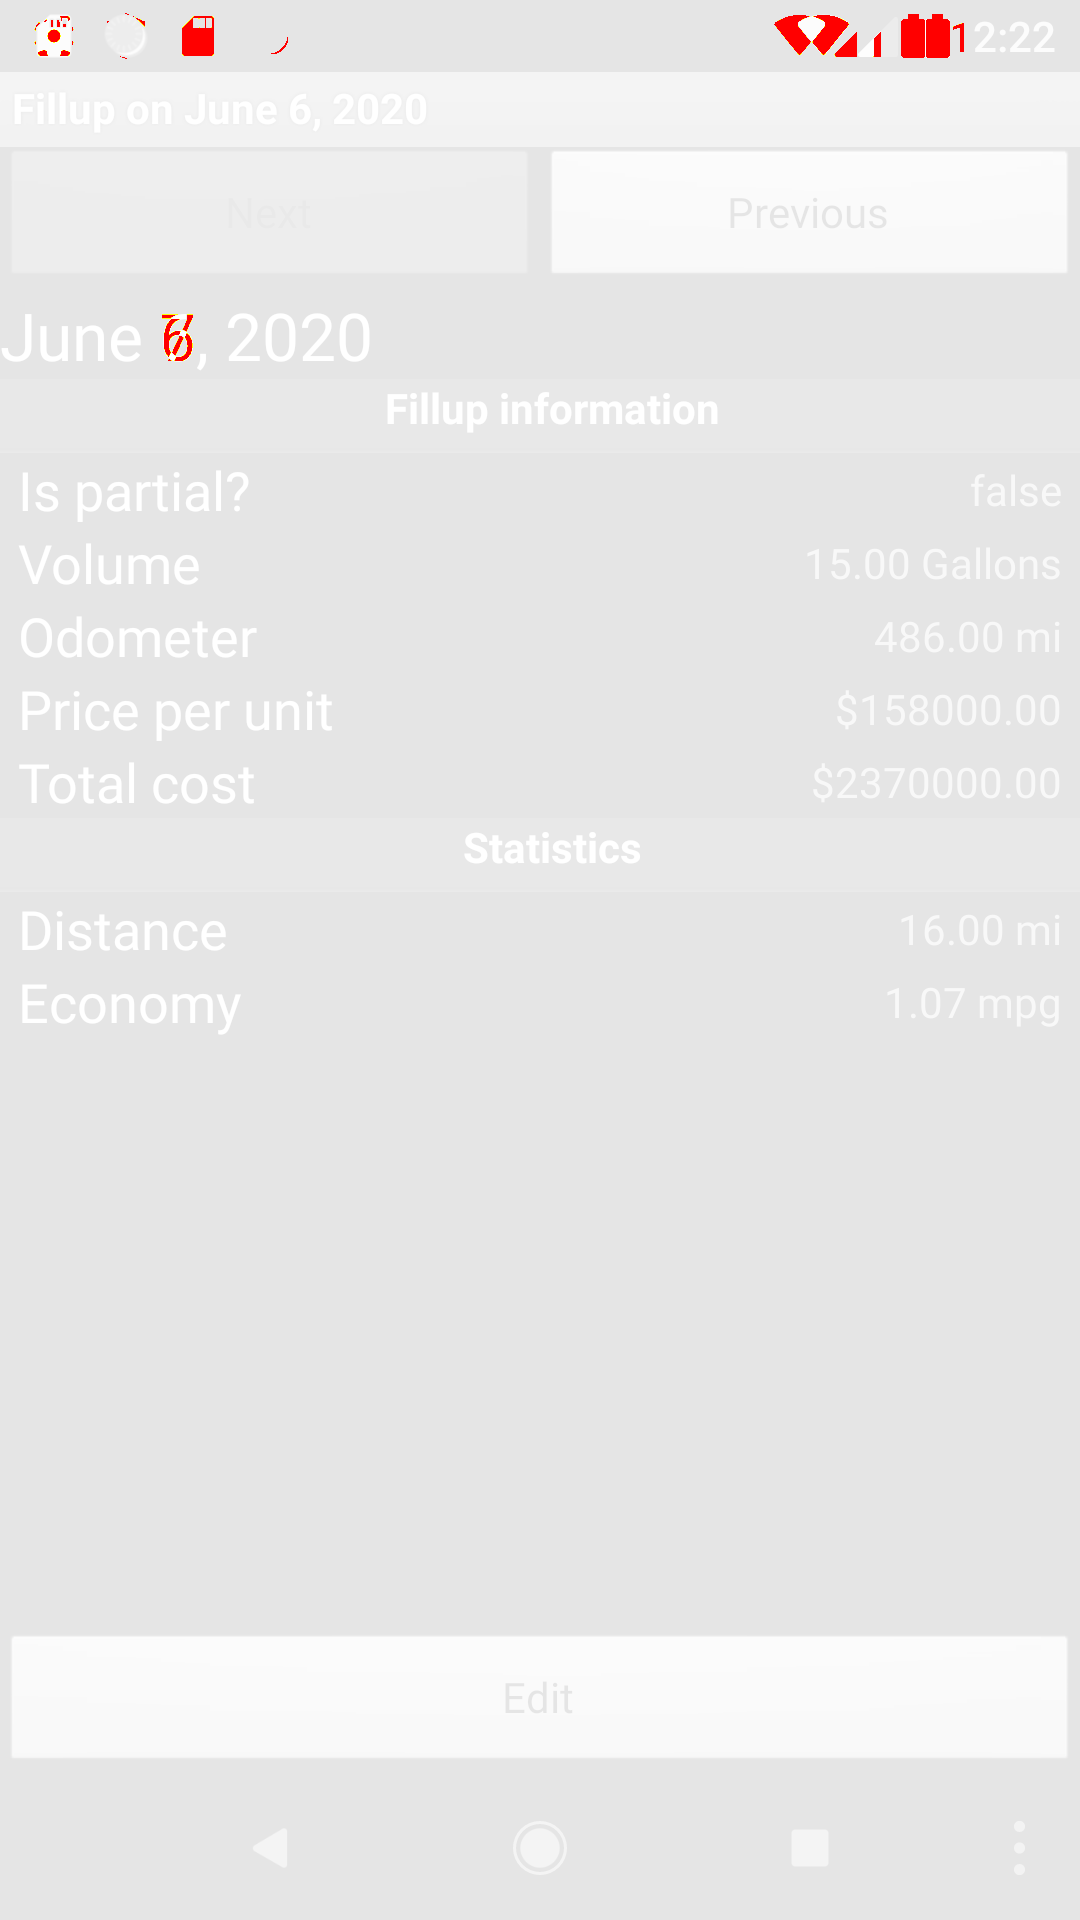 2:22
Fillup on June 6, 2020
Next
Previous
June , 2020
Fillup information
Is partial?
false
Volume
15.00 Gallons
Odometer
486.00 mi
Price per unit
$158000.00
Total cost
$2370000.00
Statistics
Distance
16.00 mi
Economy
1.07 mpg
Edit